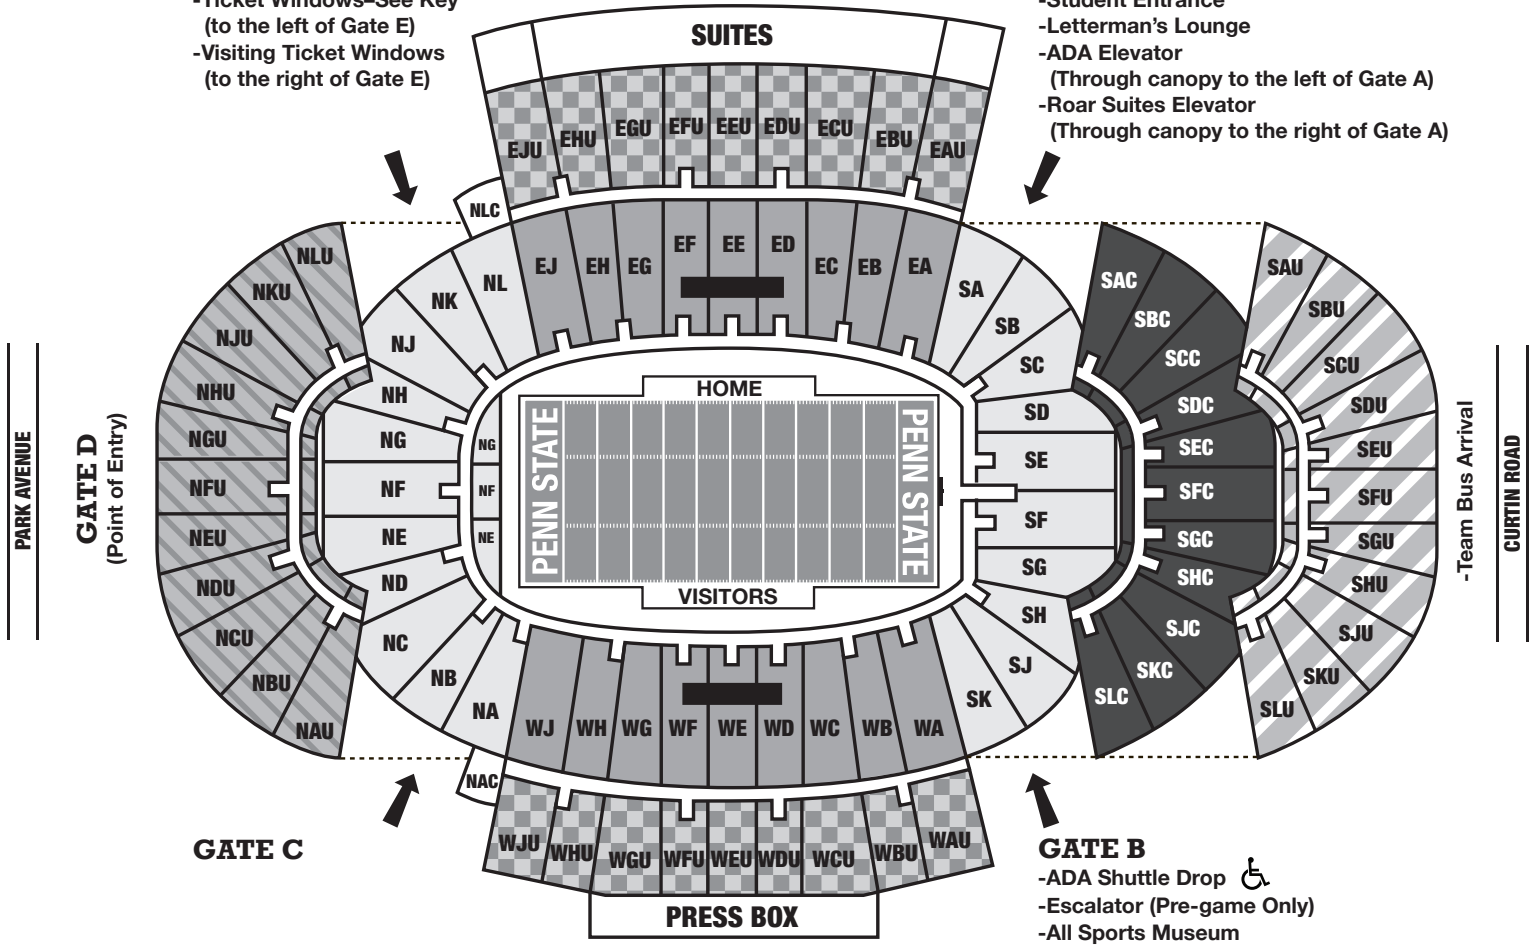 -Ticket Windows–See Key
(to the left of Gate E)
-Visiting Ticket Windows
(to the right of Gate E)
-Student Entrance
-Letterman's Lounge
-ADA Elevator
(Through canopy to the left of Gate A)
-Roar Suites Elevator
(Through canopy to the right of Gate A)
SUITES
EJU
EHU
EGU
EFU
EEU
EDU
ECU
EBU
EAU
NLC
EJ
EH
EG
EF
EE
ED
EC
EB
EA
NLU
NKU
NJU
NHU
NGU
NFU
NEU
NDU
NCU
NBU
NAU
NL
NK
NJ
NH
NG
NF
NE
ND
NC
NB
NA
NG
NF
NE
HOME
PENN STATE
PENN STATE
VISITORS
SA
SB
SC
SD
SE
SF
SG
SH
SJ
SK
SAC
SBC
SCC
SDC
SEC
SFC
SGC
SHC
SJC
SKC
SLC
SAU
SBU
SCU
SDU
SEU
SFU
SGU
SHU
SJU
SKU
SLU
PARK AVENUE
GATE D
(Point of Entry)
-Team Bus Arrival
CURTIN ROAD
WJ
WH
WG
WF
WE
WD
WC
WB
WA
NAC
WJU
WHU
WGU
WFU
WEU
WDU
WCU
WBU
WAU
PRESS BOX
GATE C
GATE B
-ADA Shuttle Drop
-Escalator (Pre-game Only)
-All Sports Museum